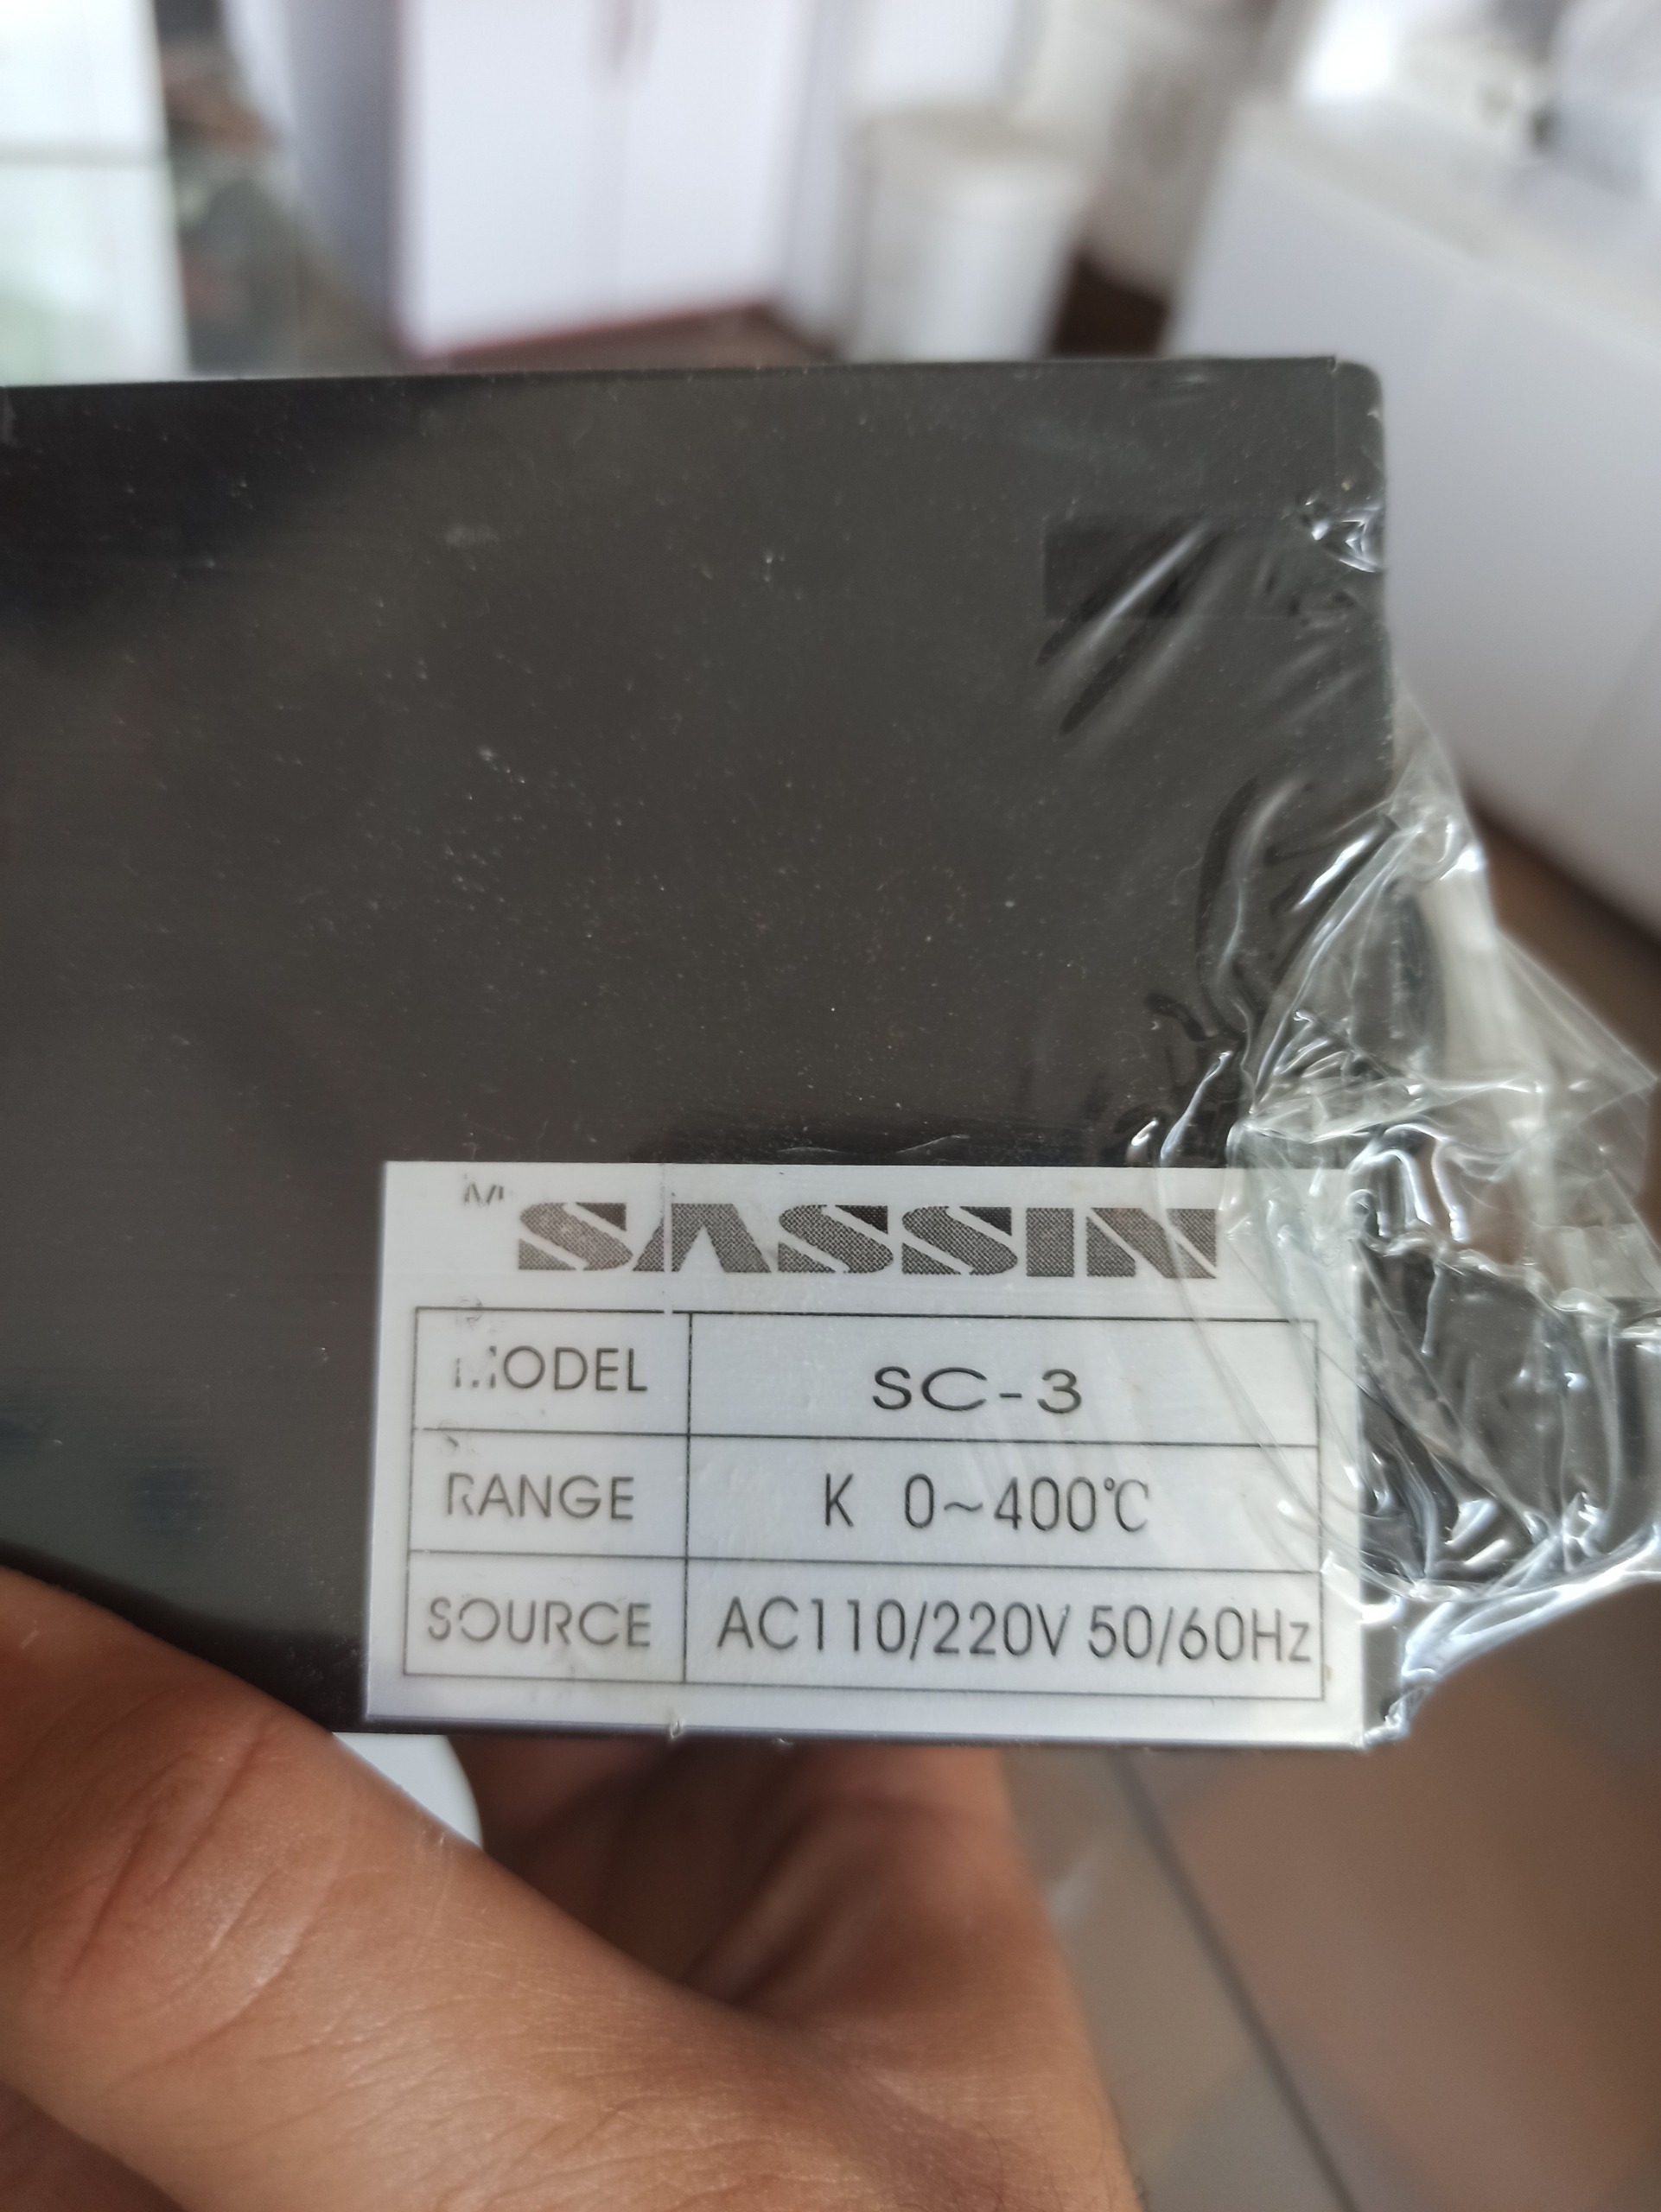 SASSIN
MODEL SC-3
RANGE K 0~400℃
SOURCE AC110/220V 50/60Hz